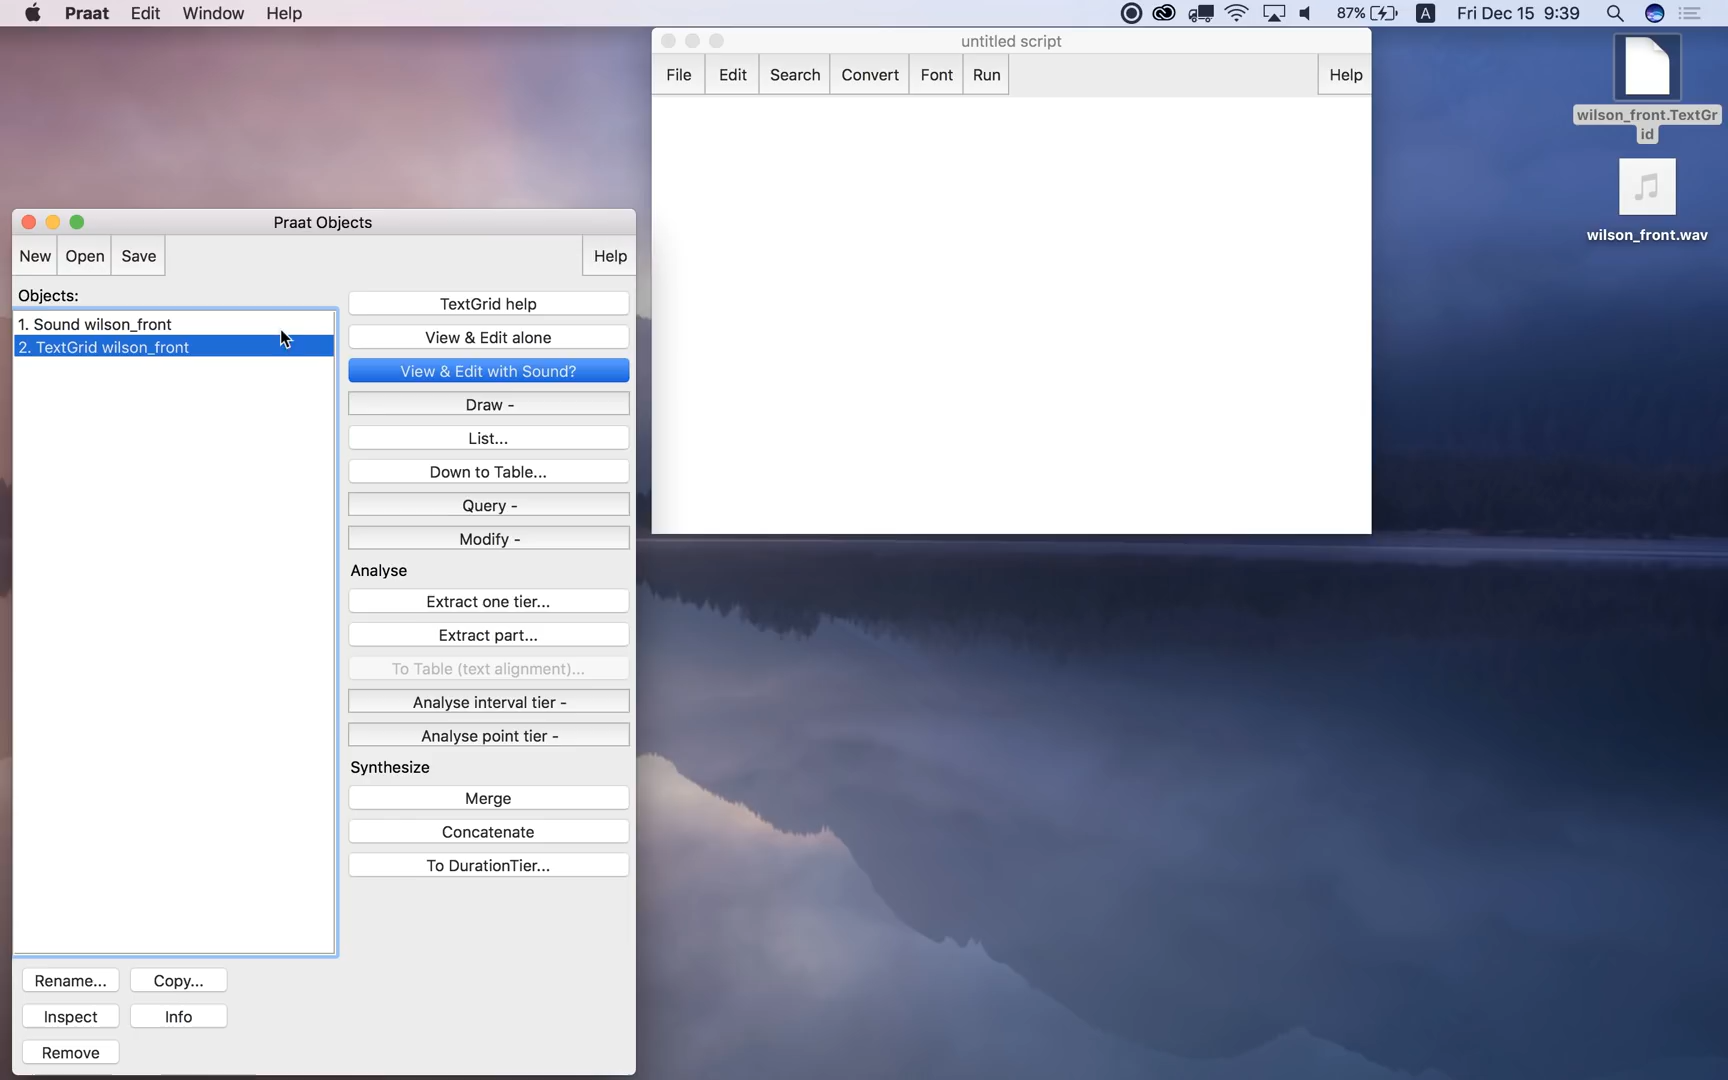 Praat Edit Window Help
87% A Fri Dec 15 9:39
untitled script
File Edit Search Convert Font Run Help
wilson_front.TextGr
id
wilson_front.wav
Praat Objects
New Open Save Help
Objects:
1. Sound wilson_front
2. TextGrid wilson_front
TextGrid help
View & Edit alone
View & Edit with Sound?
Draw -
List...
Down to Table...
Query -
Modify -
Analyse
Extract one tier...
Extract part...
To Table (text alignment)...
Analyse interval tier -
Analyse point tier -
Synthesize
Merge
Concatenate
To DurationTier...
Rename... Copy...
Inspect Info
Remove